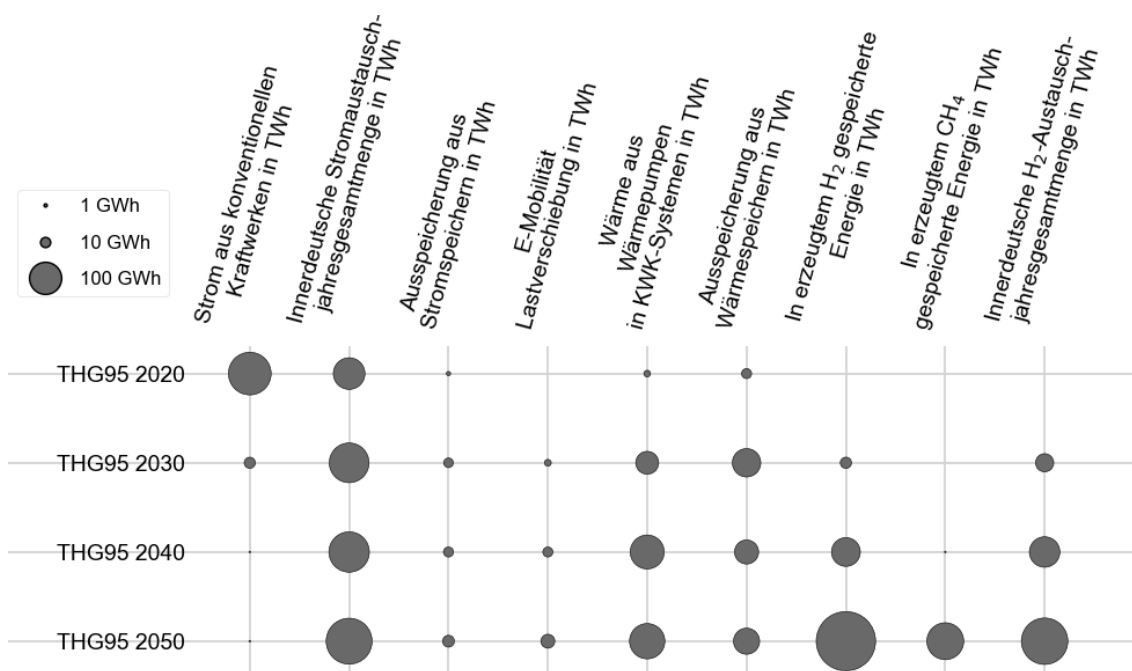 Strom aus konventionellen
Kraftwerken in TWh
Innerdeutsche Stromaustausch-
jahresgesamtmenge in TWh
Ausspeicherung aus
Stromspeichern in TWh
E-Mobilität
Lastverschiebung in TWh
Wärme aus
Wärmepumpen
in KWK-Systemen in TWh
Ausspeicherung aus
Wärmespeichern in TWh
In erzeugtem H₂ gespeicherte
Energie in TWh
In erzeugtem CH₄
gespeicherte Energie in TWh
Innerdeutsche H₂-Austausch-
jahresgesamtmenge in TWh
1 GWh
10 GWh
100 GWh
THG95 2020
THG95 2030
THG95 2040
THG95 2050